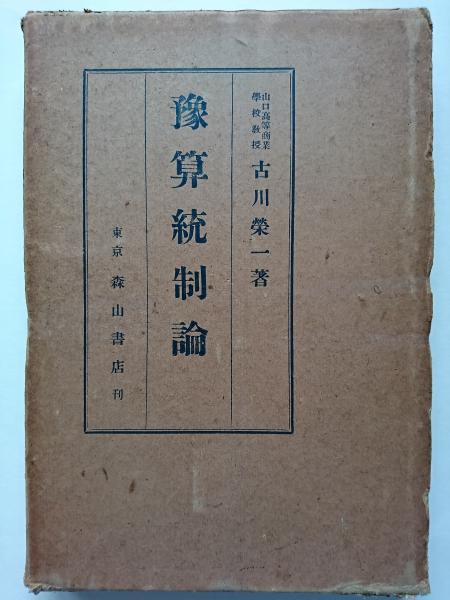 山口高等商業
學校教授
古川榮一著
豫算統制論
東京 森山書店刊